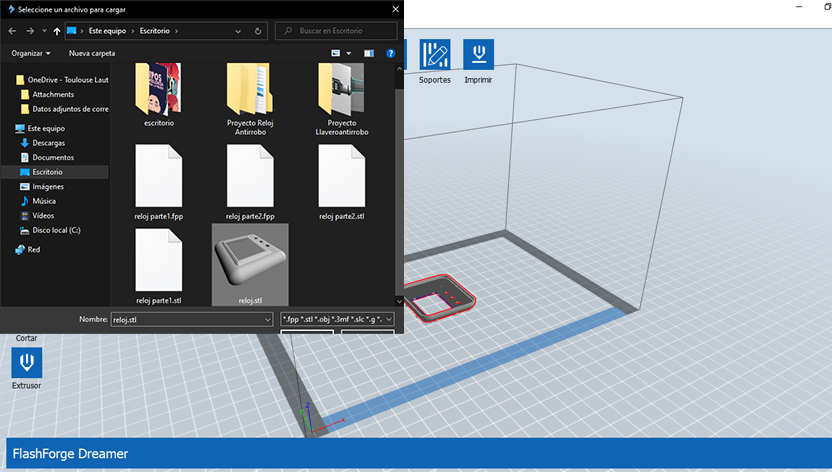 Seleccione un archivo para cargar
Este equipo
Escritorio
Buscar en Escritorio
Organizar
Nueva carpeta
OneDrive - Toulouse Laut
Attachments
Datos adjuntos de corre
Este equipo
Descargas
Documentos
Escritorio
Imágenes
Música
Vídeos
Disco local (C:)
Red
escritorio
Proyecto Reloj
Antirrobo
Proyecto
Llaveroantirrobo
reloj parte1.fpp
reloj parte2.fpp
reloj parte2.stl
reloj parte1.stl
reloj.stl
Nombre:
reloj.stl
*.fpp *.stl *.obj *.3mf *.slc *.g *.
Soportes
Imprimir
Cortar
Extrusor
FlashForge Dreamer